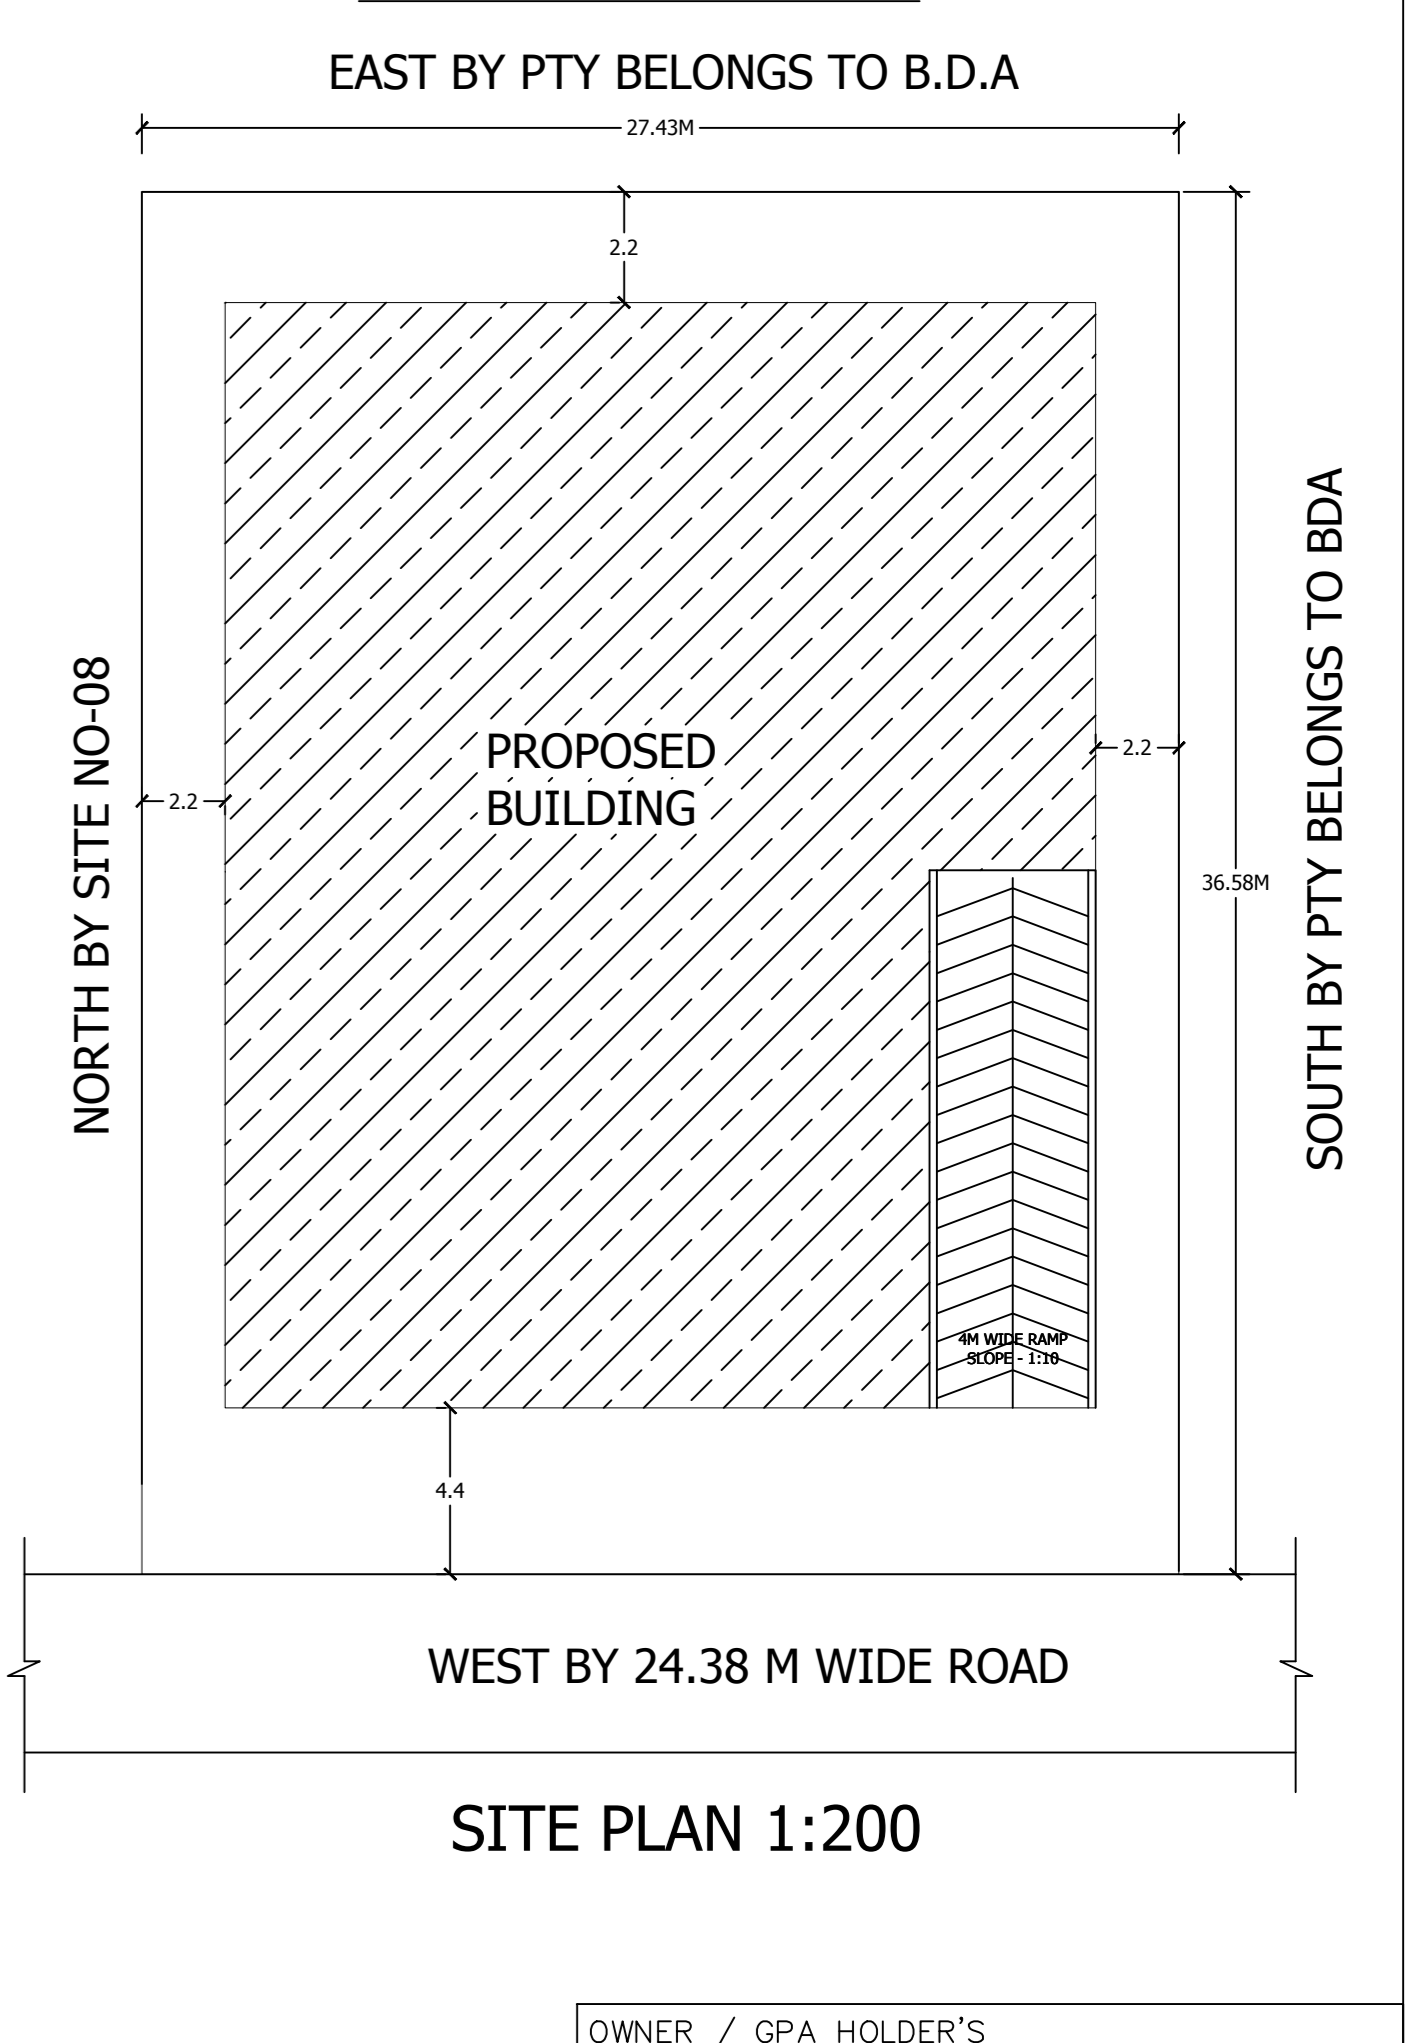 EAST BY PTY BELONGS TO B.D.A
27.43M
2.2
NORTH BY SITE NO-08
PROPOSED
BUILDING
2.2
2.2
36.58M
SOUTH BY PTY BELONGS TO BDA
4M WIDE RAMP
SLOPE - 1:10
4.4
WEST BY 24.38 M WIDE ROAD
SITE PLAN 1:200
OWNER / GPA HOLDER'S